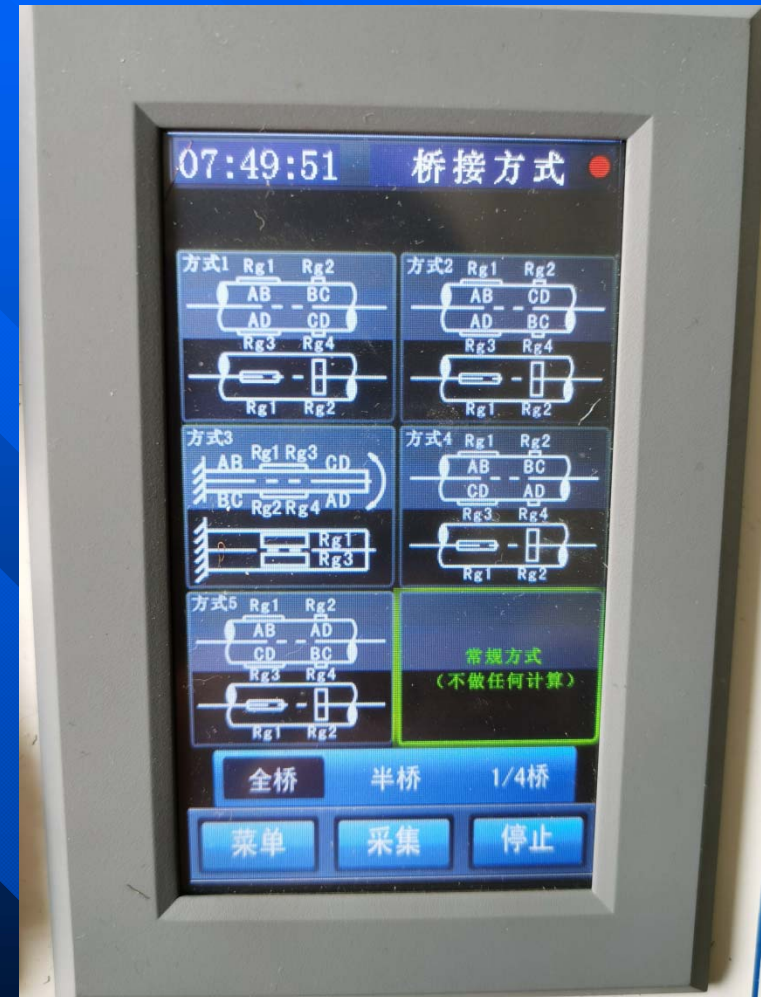 07:49:51 桥接方式
方式1 Rg1 Rg2
AB BC
AD CD
Rg3 Rg4
Rg1 Rg2
方式2 Rg1 Rg2
AB CD
AD BC
Rg3 Rg4
Rg1 Rg2
方式3
AB Rg1 Rg3 CD
BC Rg2 Rg4 AD
Rg1
Rg3
方式4 Rg1 Rg2
AB BC
CD AD
Rg3 Rg4
Rg1 Rg2
方式5 Rg1 Rg2
AB AD
CD BC
Rg3 Rg4
Rg1 Rg2
常规方式
(不做任何计算)
全桥 半桥 1/4桥
菜单 采集 停止